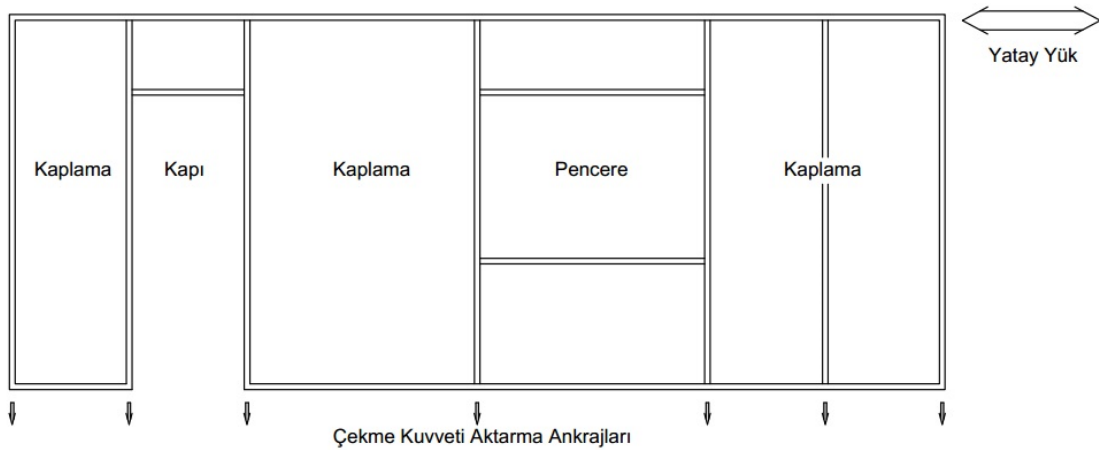 Yatay Yük
Kaplama
Kapı
Kaplama
Pencere
Kaplama
Çekme Kuvveti Aktarma Ankrajları